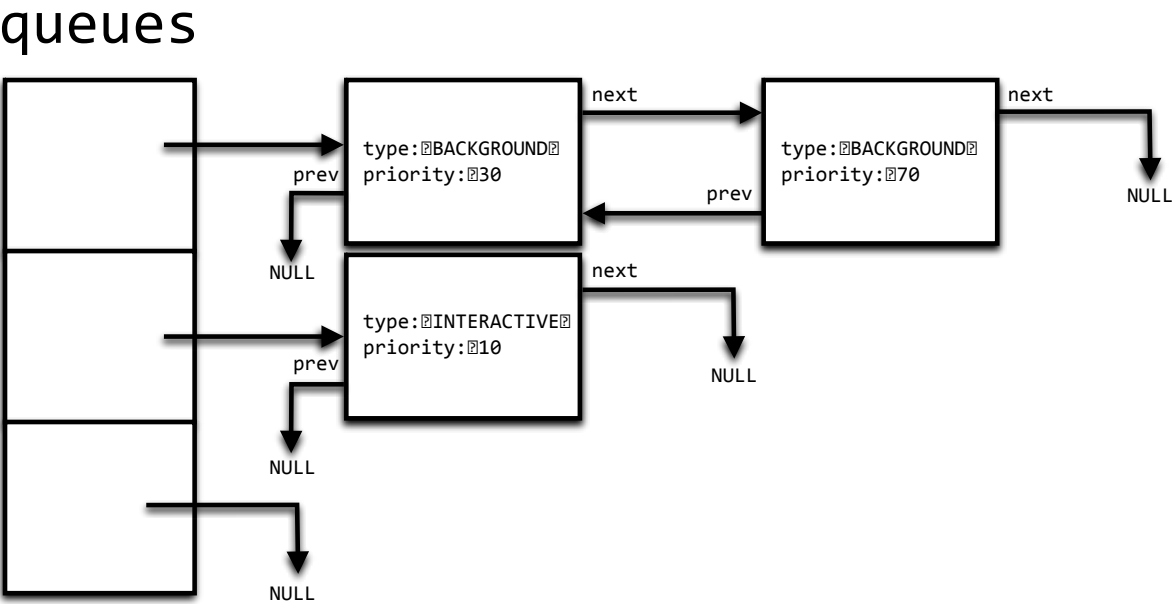 queues
next
next
type:⍰BACKGROUND⍰
priority:⍰30
type:⍰BACKGROUND⍰
priority:⍰70
prev
prev
NULL
NULL
next
type:⍰INTERACTIVE⍰
priority:⍰10
prev
NULL
NULL
NULL